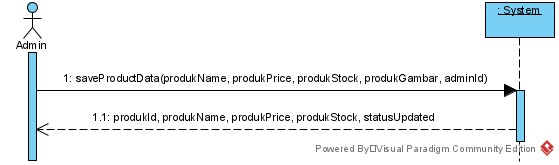 : System
Admin
1: saveProductData(produkName, produkPrice, produkStock, produkGambar, adminId)
1.1: produkId, produkName, produkPrice, produkStock, statusUpdated
Powered By□Visual Paradigm Community Edition